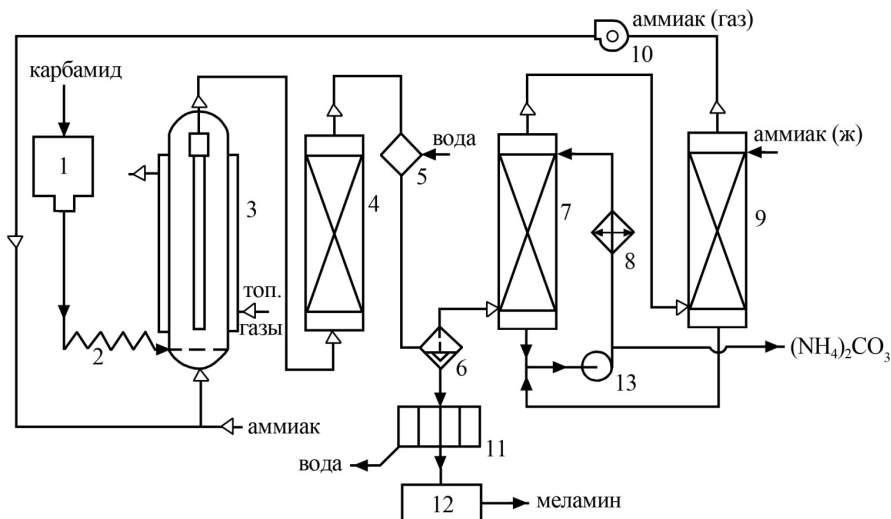 аммиак (газ)
10
карбамид
вода
аммиак (ж)
1
3
4
5
7
8
9
топ.
газы
2
6
13
(NH4)2CO3
аммиак
11
вода
12
меламин